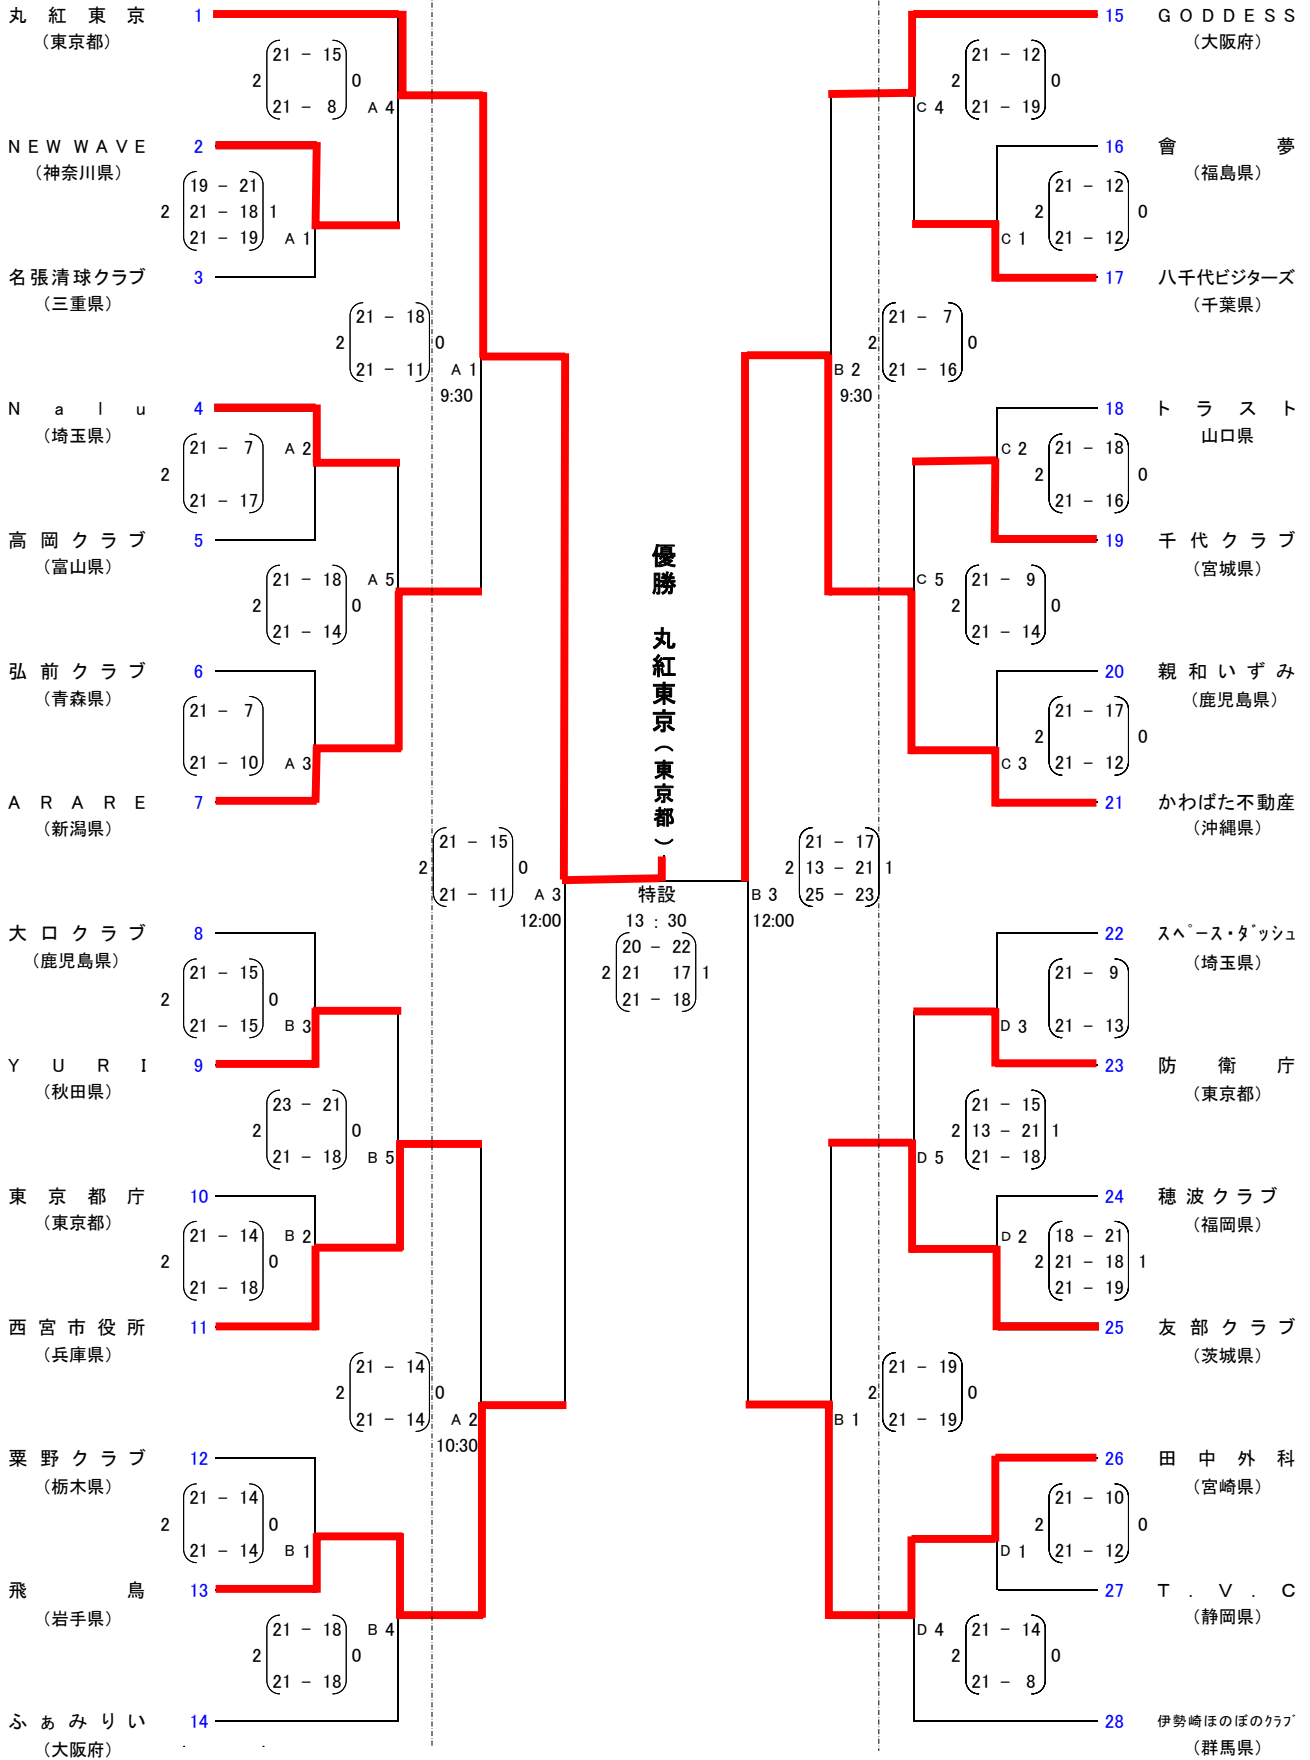 丸紅東京 1
（東京都）
21 - 15
2 0
21 - 8 A 4
NEW WAVE 2
（神奈川県）
19 - 21
2 21 - 18 1
21 - 19 A 1
名張清球クラブ 3
（三重県）
21 - 18
2 0
21 - 11 A 1
9:30
Nalu 4
（埼玉県）
21 - 7 A 2
2
21 - 17
高岡クラブ 5
（富山県）
21 - 18 A 5
2 0
21 - 14
弘前クラブ 6
（青森県）
21 - 7
21 - 10 A 3
ARARE 7
（新潟県）
21 - 15
2 0
21 - 11 A 3
12:00
大口クラブ 8
（鹿児島県）
21 - 15
2 0
21 - 15 B 3
YURI 9
（秋田県）
23 - 21
2 0
21 - 18 B 5
東京都庁 10
（東京都）
21 - 14 B 2
2 0
21 - 18
西宮市役所 11
（兵庫県）
21 - 14
2 0
21 - 14 A 2
10:30
粟野クラブ 12
（栃木県）
21 - 14
2 0
21 - 14 B 1
飛鳥 13
（岩手県）
21 - 18 B 4
2 0
21 - 18
ふぁみりい 14
（大阪府）
優勝 丸紅東京（東京都）
特設
13 : 30
20 - 22
2 21 17 1
21 - 18
15 GODDESS
（大阪府）
21 - 12
2 0
C 4 21 - 19
16 會夢
（福島県）
21 - 12
2 0
C 1 21 - 12
17 八千代ビジターズ
（千葉県）
21 - 7
2 0
B 2 21 - 16
9:30
18 トラスト
山口県
C 2 21 - 18
2 0
21 - 16
19 千代クラブ
（宮城県）
C 5 21 - 9
2 0
21 - 14
20 親和いずみ
（鹿児島県）
21 - 17
2 0
C 3 21 - 12
21 かわばた不動産
（沖縄県）
21 - 17
2 13 - 21 1
B 3 25 - 23
12:00
22 スペース・ダッシュ
（埼玉県）
21 - 9
D 3 21 - 13
23 防衛庁
（東京都）
21 - 15
2 13 - 21 1
D 5 21 - 18
24 穂波クラブ
（福岡県）
D 2 18 - 21
2 21 - 18 1
21 - 19
25 友部クラブ
（茨城県）
21 - 19
2 0
B 1 21 - 19
26 田中外科
（宮崎県）
21 - 10
2 0
D 1 21 - 12
27 T.V.C
（静岡県）
D 4 21 - 14
2 0
21 - 8
28 伊勢崎ほのぼのクラブ
（群馬県）